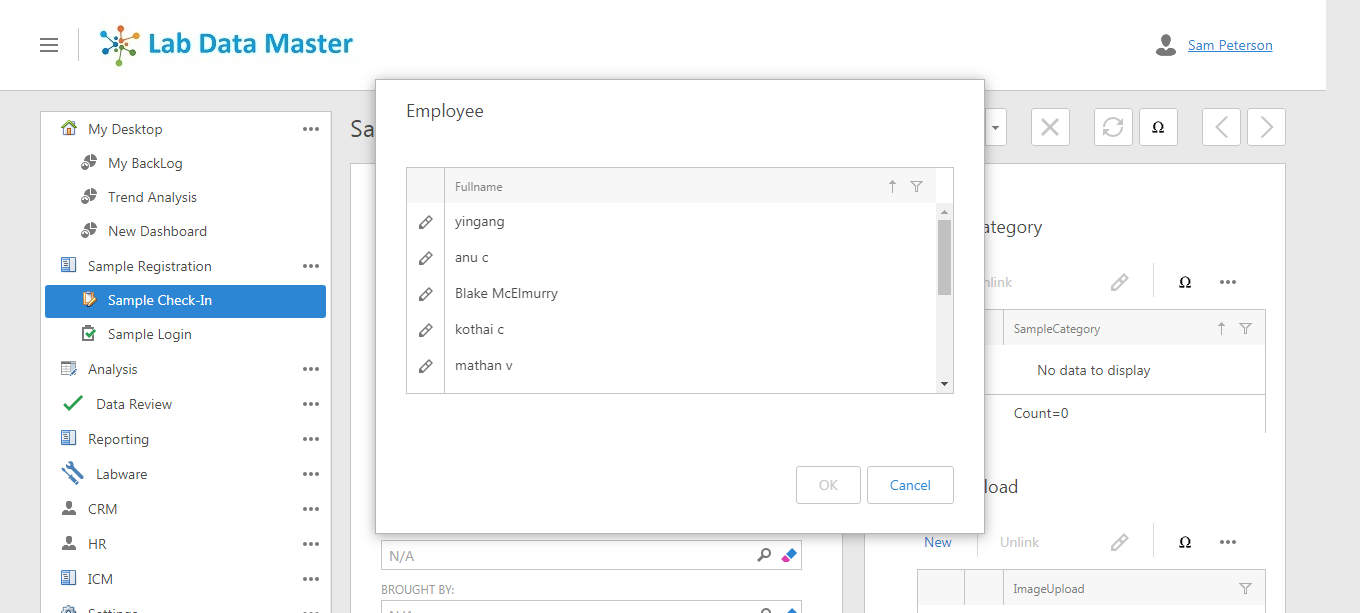 Lab Data Master
Sam Peterson
My Desktop
My BackLog
Trend Analysis
New Dashboard
Sample Registration
Sample Check-In
Sample Login
Analysis
Data Review
Reporting
Labware
CRM
HR
ICM
Settings
Sa
Employee
Fullname
yingang
anu c
Blake McElmurry
kothai c
mathan v
OK
Cancel
N/A
BROUGHT BY:
N/A
Ω
ategory
nlink
Ω
SampleCategory
No data to display
Count=0
load
New
Unlink
Ω
ImageUpload